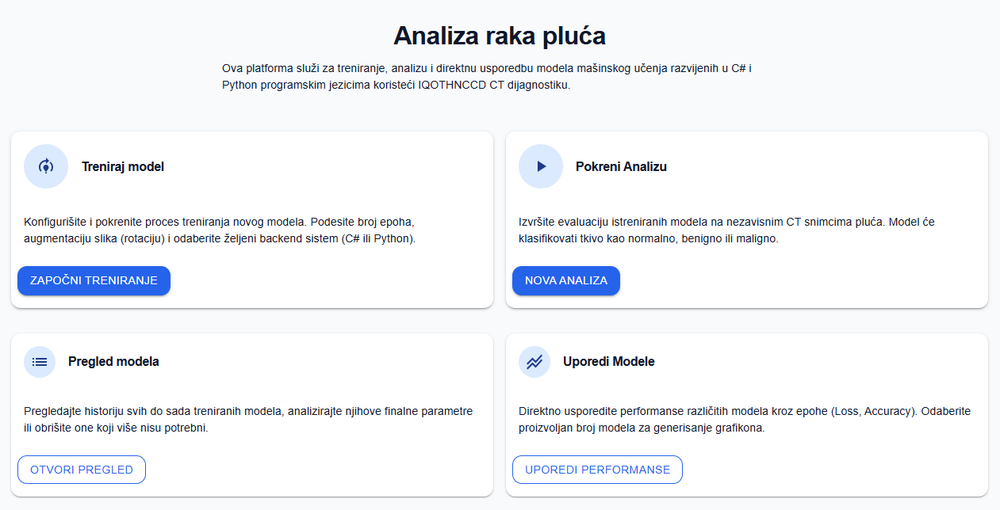 Analiza raka pluća
Ova platforma služi za treniranje, analizu i direktnu usporedbu modela mašinskog učenja razvijenih u C# i
Python programskim jezicima koristeći IQOTHNCCD CT dijagnostiku.
Treniraj model
Konfigurišite i pokrenite proces treniranja novog modela. Podesite broj epoha,
augmentaciju slika (rotaciju) i odaberite željeni backend sistem (C# ili Python).
ZAPOČNI TRENIRANJE
Pokreni Analizu
Izvršite evaluaciju istreniranih modela na nezavisnim CT snimcima pluća. Model će
klasifikovati tkivo kao normalno, benigno ili maligno.
NOVA ANALIZA
Pregled modela
Pregledajte historiju svih do sada treniranih modela, analizirajte njihove finalne parametre
ili obrišite one koji više nisu potrebni.
OTVORI PREGLED
Uporedi Modele
Direktno usporedite performanse različitih modela kroz epohe (Loss, Accuracy). Odaberite
proizvoljan broj modela za generisanje grafikona.
UPOREDI PERFORMANSE